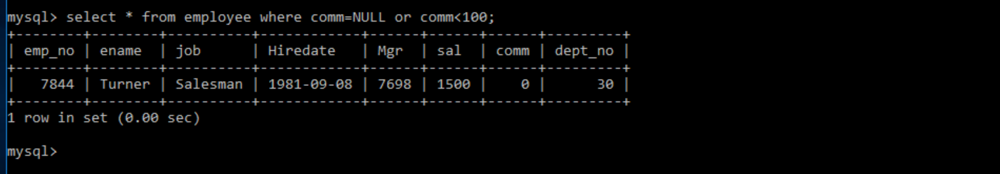 mysql> select * from employee where comm=NULL or comm<100;
+--------+--------+----------+------------+------+------+------+---------+
| emp_no | ename  | job      | Hiredate   | Mgr  | sal  | comm | dept_no |
+--------+--------+----------+------------+------+------+------+---------+
|   7844 | Turner | Salesman | 1981-09-08 | 7698 | 1500 |    0 |      30 |
+--------+--------+----------+------------+------+------+------+---------+
1 row in set (0.00 sec)
mysql>